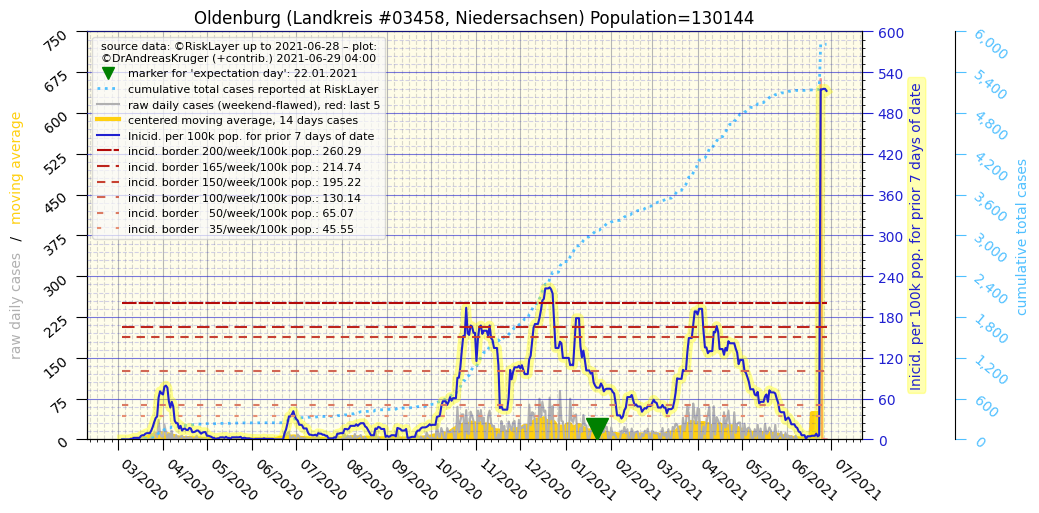 Oldenburg (Landkreis #03458, Niedersachsen) Population=130144
source data: ©RiskLayer up to 2021-06-28 – plot:
©DrAndreasKruger (+contrib.) 2021-06-29 04:00
marker for 'expectation day': 22.01.2021
cumulative total cases reported at RiskLayer
raw daily cases (weekend-flawed), red: last 5
centered moving average, 14 days cases
Inicid. per 100k pop. for prior 7 days of date
incid. border 200/week/100k pop.: 260.29
incid. border 165/week/100k pop.: 214.74
incid. border 150/week/100k pop.: 195.22
incid. border 100/week/100k pop.: 130.14
incid. border 50/week/100k pop.: 65.07
incid. border 35/week/100k pop.: 45.55
raw daily cases / moving average
750
675
600
525
450
375
300
225
150
75
0
03/2020
04/2020
05/2020
06/2020
07/2020
08/2020
09/2020
10/2020
11/2020
12/2020
01/2021
02/2021
03/2021
04/2021
05/2021
06/2021
07/2021
600
540
480
420
360
300
240
180
120
60
0
Inicid. per 100k pop. for prior 7 days of date
6,000
5,400
4,800
4,200
3,600
3,000
2,400
1,800
1,200
600
0
cumulative total cases